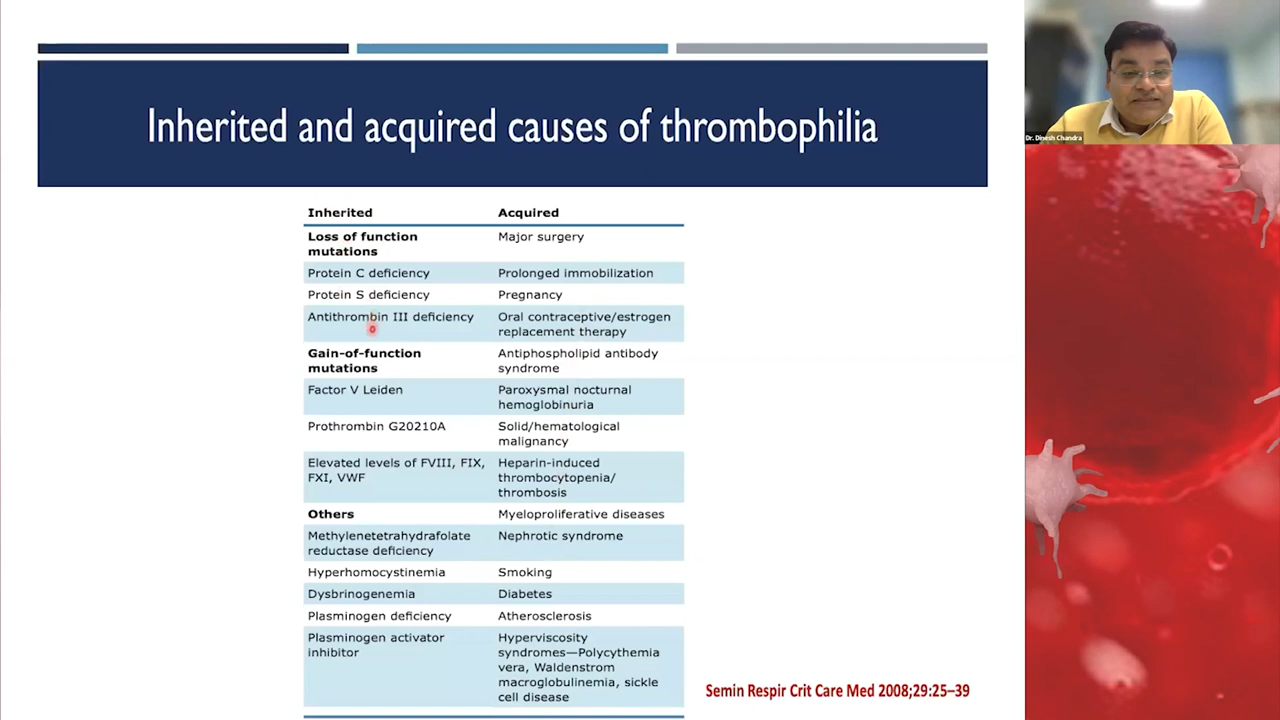 Inherited and acquired causes of thrombophilia
Inherited Acquired
Loss of function mutations Major surgery
Protein C deficiency Prolonged immobilization
Protein S deficiency Pregnancy
Antithrombin III deficiency Oral contraceptive/estrogen
replacement therapy
Gain-of-function Antiphospholipid antibody
mutations syndrome
Factor V Leiden Paroxysmal nocturnal
hemoglobinuria
Prothrombin G20210A Solid/hematological
malignancy
Elevated levels of FVIII, FIX, Heparin-induced
FXI, VWF thrombocytopenia/
thrombosis
Others Myeloproliferative diseases
Methylenetetrahydrafolate Nephrotic syndrome
reductase deficiency
Hyperhomocystinemia Smoking
Dysbrinogenemia Diabetes
Plasminogen deficiency Atherosclerosis
Plasminogen activator Hyperviscosity
inhibitor syndromes—Polycythemia
vera, Waldenstrom
macroglobulinemia, sickle
cell disease
Semin Respir Crit Care Med 2008;29:25–39
Dr. Dinesh Chandra